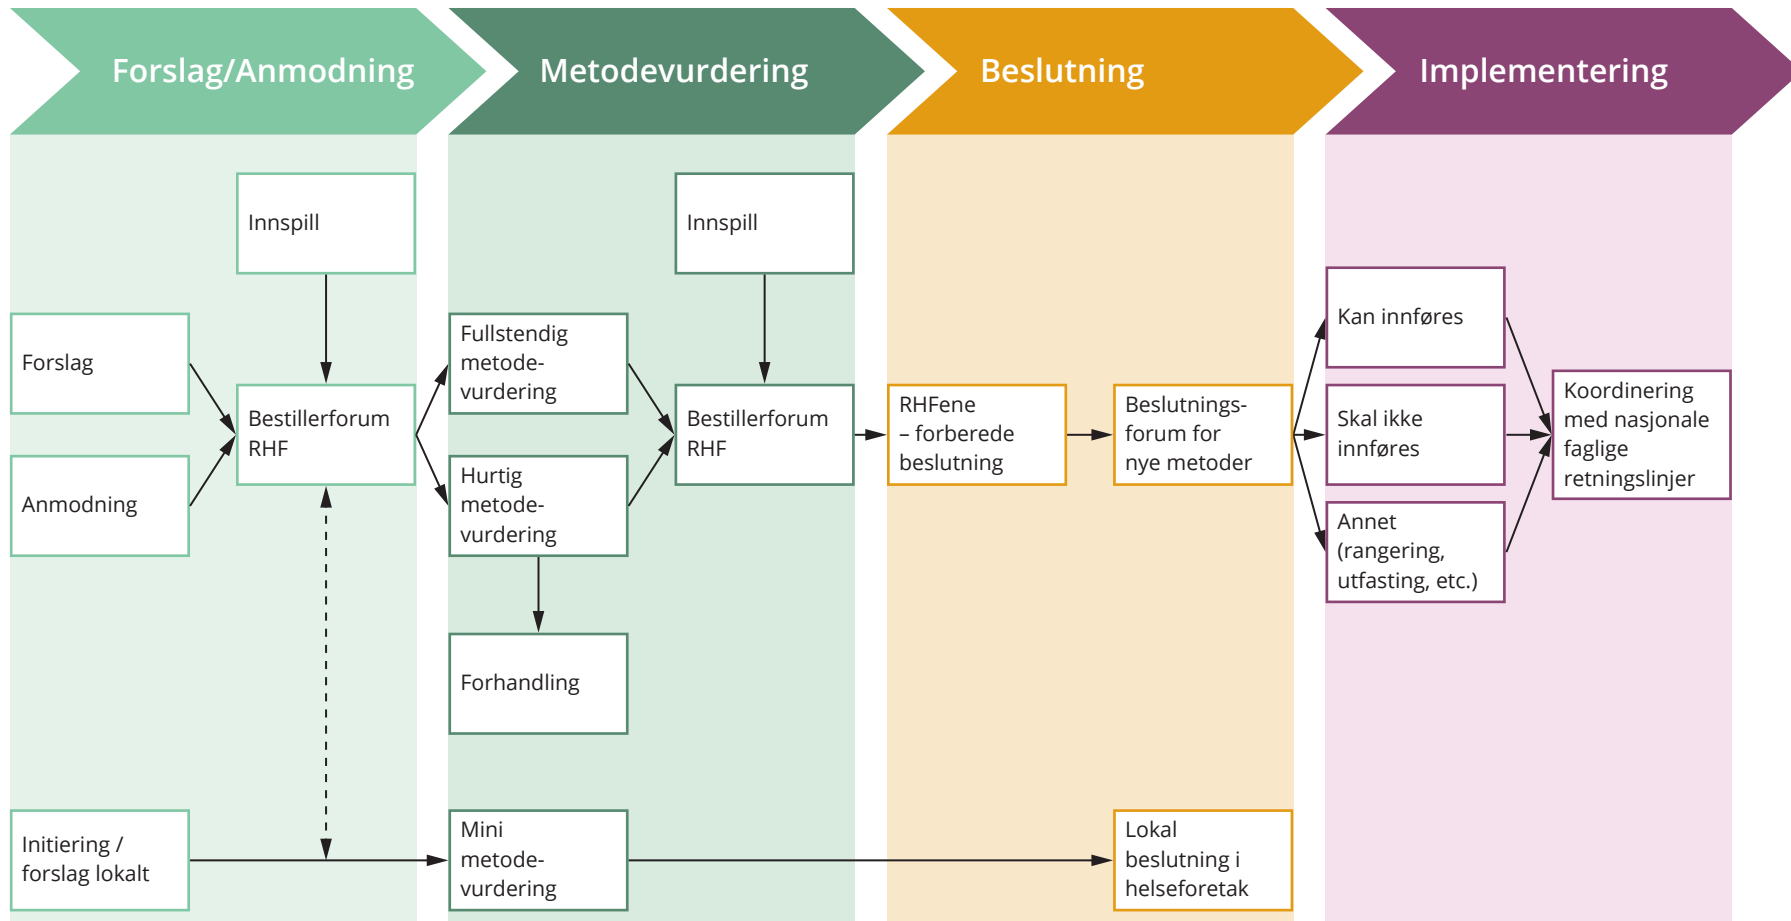 Forslag/Anmodning
Metodevurdering
Beslutning
Implementering
Innspill
Forslag
Anmodning
Bestillerforum
RHF
Initiering /
forslag lokalt
Innspill
Fullstendig
metode-
vurdering
Hurtig
metode-
vurdering
Bestillerforum
RHF
Forhandling
Mini
metode-
vurdering
RHFene
– forberede
beslutning
Beslutnings-
forum for
nye metoder
Lokal
beslutning i
helseforetak
Kan innføres
Skal ikke
innføres
Annet
(rangering,
utfasting, etc.)
Koordinering
med nasjonale
faglige
retningslinjer